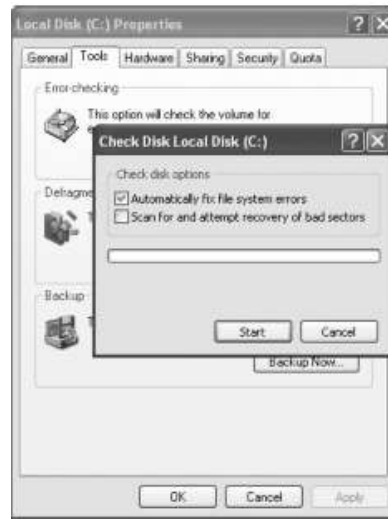 Local Disk (C:) Properties
General Tools Hardware Sharing Security Quota
Error-checking
This option will check the volume for
Check Disk Local Disk (C:)
Check disk options
Automatically fix file system errors
Scan for and attempt recovery of bad sectors
Start Cancel
Defragme
Backup
Backup Now...
OK Cancel Apply